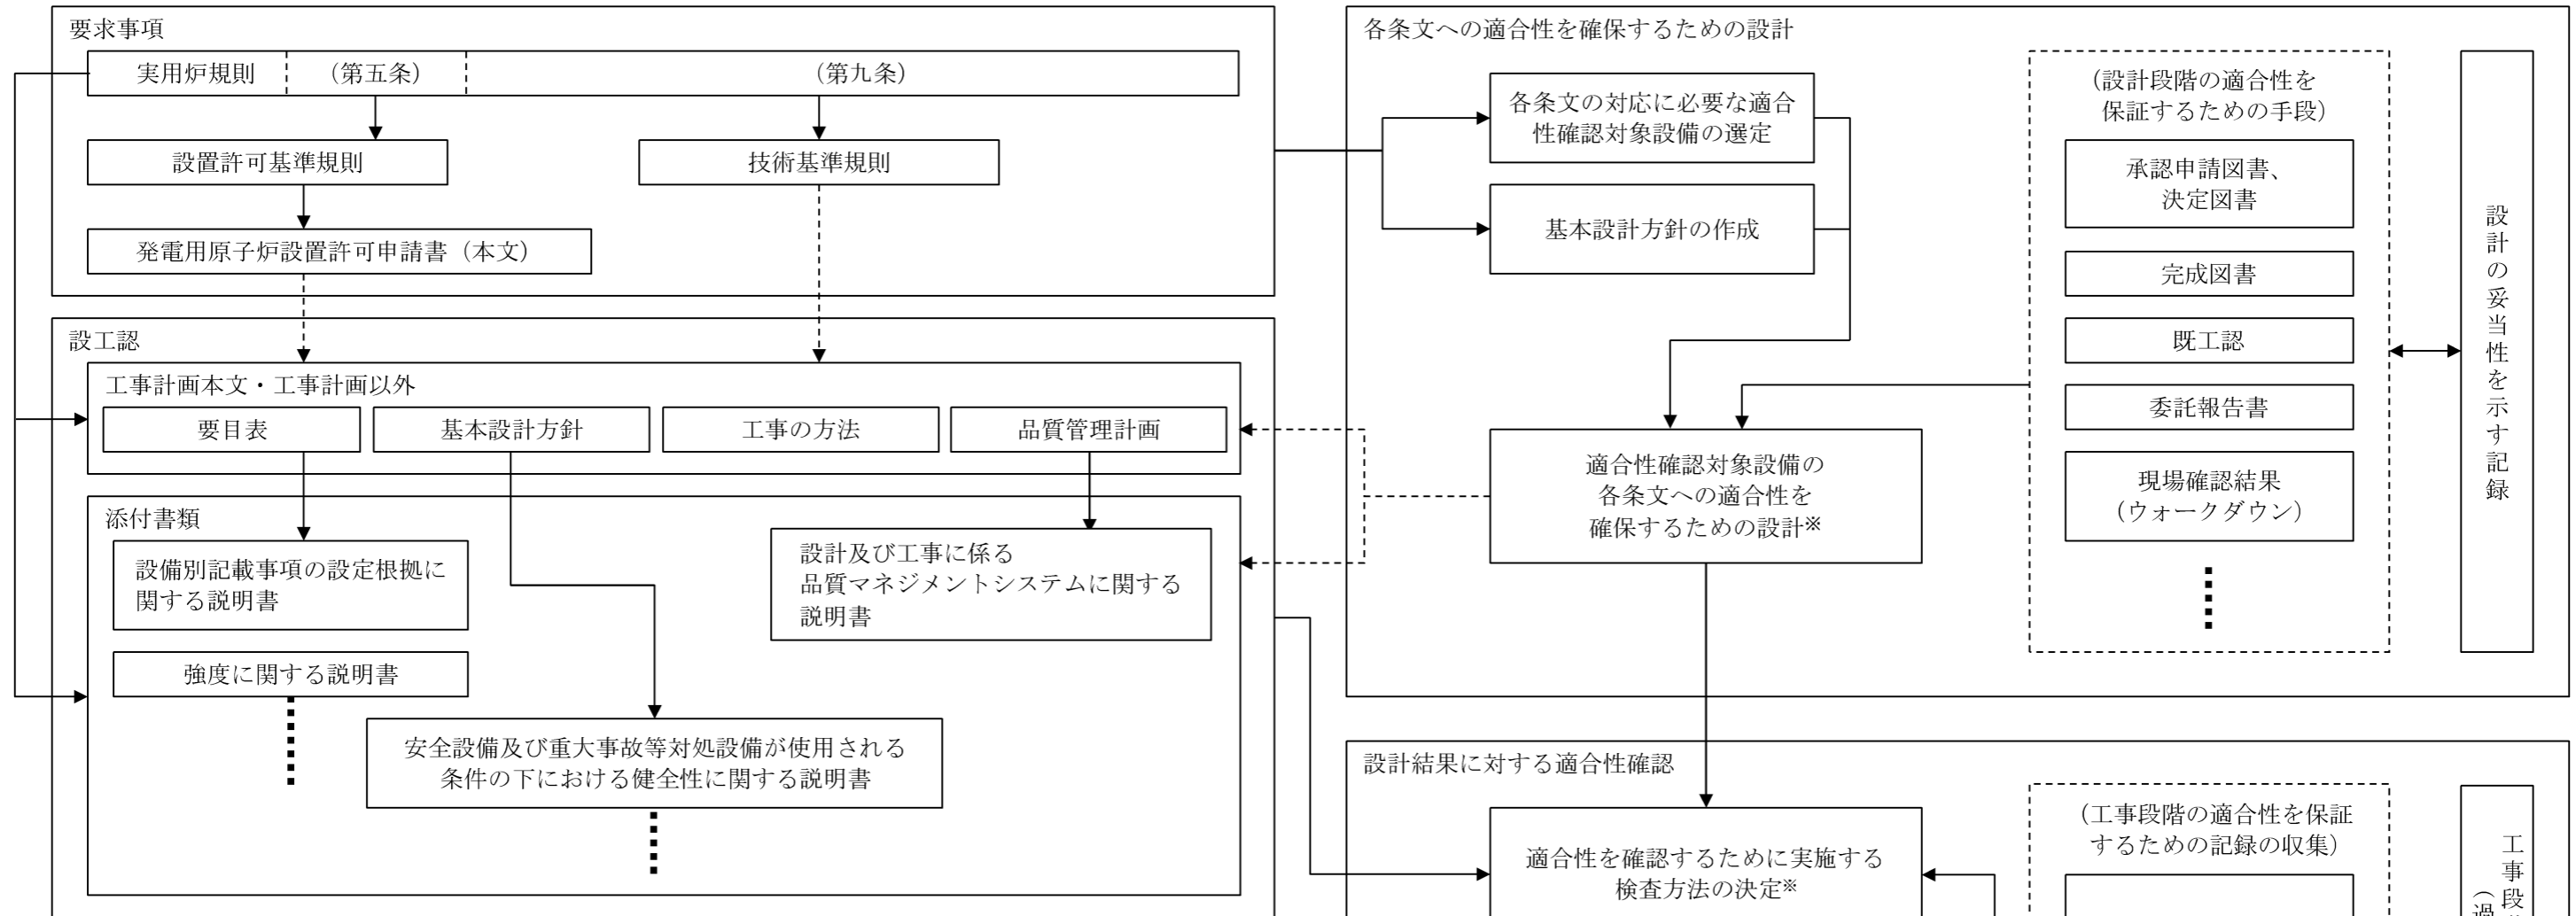 要求事項
実用炉規則
（第五条）
（第九条）
設置許可基準規則
技術基準規則
発電用原子炉設置許可申請書（本文）
設工認
工事計画本文・工事計画以外
要目表
基本設計方針
工事の方法
品質管理計画
添付書類
設備別記載事項の設定根拠に
関する説明書
設計及び工事に係る
品質マネジメントシステムに関する
説明書
強度に関する説明書
安全設備及び重大事故等対処設備が使用される
条件の下における健全性に関する説明書
各条文への適合性を確保するための設計
各条文の対応に必要な適合
性確認対象設備の選定
基本設計方針の作成
適合性確認対象設備の
各条文への適合性を
確保するための設計※
（設計段階の適合性を
保証するための手段）
承認申請図書、
決定図書
完成図書
既工認
委託報告書
現場確認結果
（ウォークダウン）
設計の妥当性を示す記録
設計結果に対する適合性確認
適合性を確認するために実施する
検査方法の決定※
（工事段階の適合性を保証
するための記録の収集）
工事段
（過